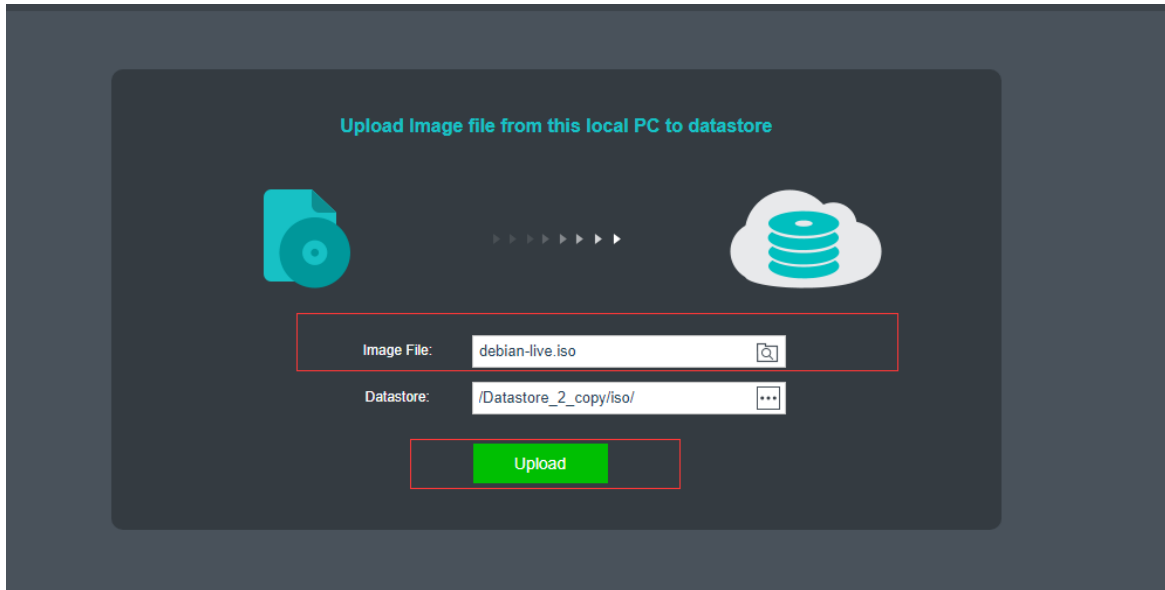 Upload Image file from this local PC to datastore
Image File: debian-live.iso
Datastore: /Datastore_2_copy/iso/
Upload